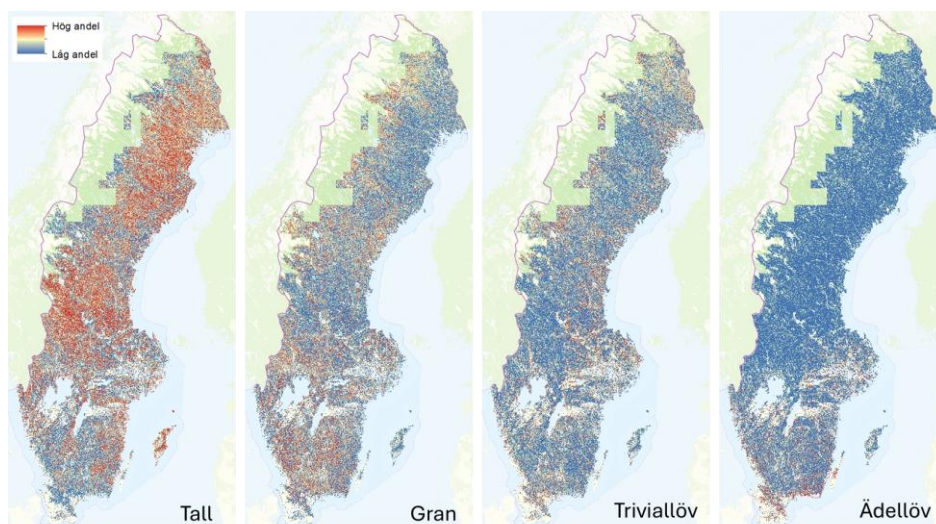 Hög andel
Låg andel
Tall
Gran
Triviallöv
Ädellöv